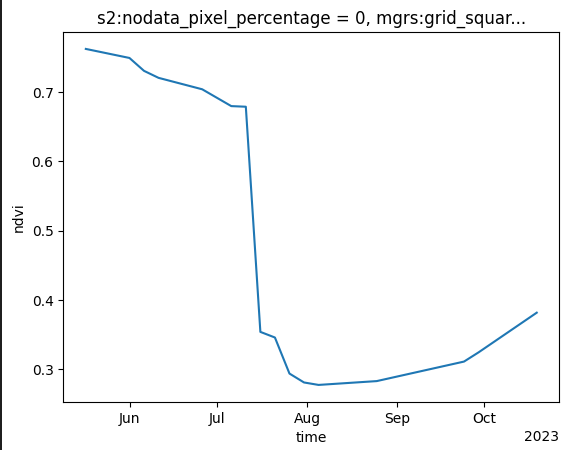 s2:nodata_pixel_percentage = 0, mgrs:grid_squar...
0.7
0.6
0.5
0.4
0.3
ndvi
Jun Jul Aug Sep Oct
time
2023